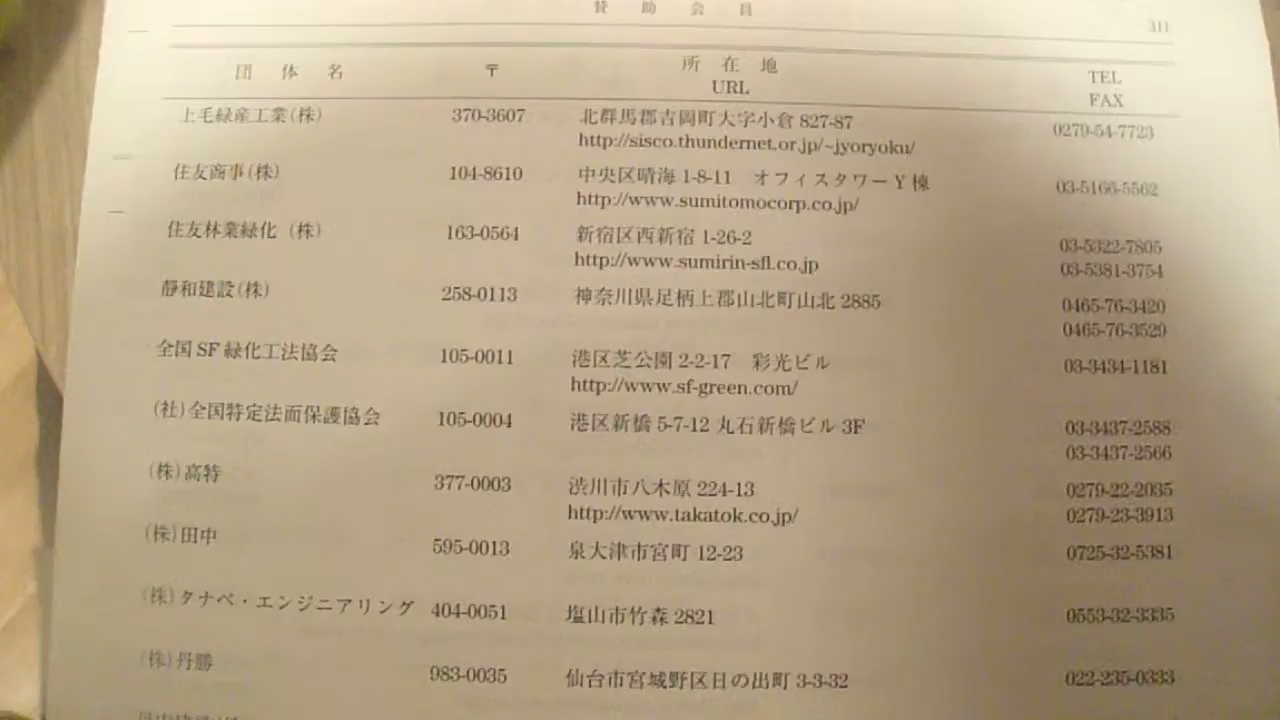 賛助会員
311
団体名 〒 所在地 TEL
URL FAX
上毛緑産工業(株) 370-3607 北群馬郡吉岡町大字小倉 827-87 0279-54-7723
http://sisco.thundernet.or.jp/~jyoryoku/
住友商事(株) 104-8610 中央区晴海 1-8-11 オフィスタワーＹ棟 03-5166-5562
http://www.sumitomocorp.co.jp/
住友林業緑化(株) 163-0564 新宿区西新宿 1-26-2 03-5322-7805
http://www.sumirin-sfl.co.jp 03-5381-3754
静和建設(株) 258-0113 神奈川県足柄上郡山北町山北 2885 0465-76-3420
0465-76-3529
全国 SF 緑化工法協会 105-0011 港区芝公園 2-2-17 彩光ビル 03-3434-1181
http://www.sf-green.com/
(社)全国特定法面保護協会 105-0004 港区新橋 5-7-12 丸石新橋ビル 3F 03-3437-2588
03-3437-2566
(株)高特 377-0003 渋川市八木原 224-13 0279-22-2035
http://www.takatok.co.jp/ 0279-23-3913
(株)田中 595-0013 泉大津市宮町 12-23 0725-32-5381
(株)タナベ・エンジニアリング 404-0051 塩山市竹森 2821 0553-32-3335
(株)丹勝 983-0035 仙台市宮城野区日の出町 3-3-32 022-235-0333